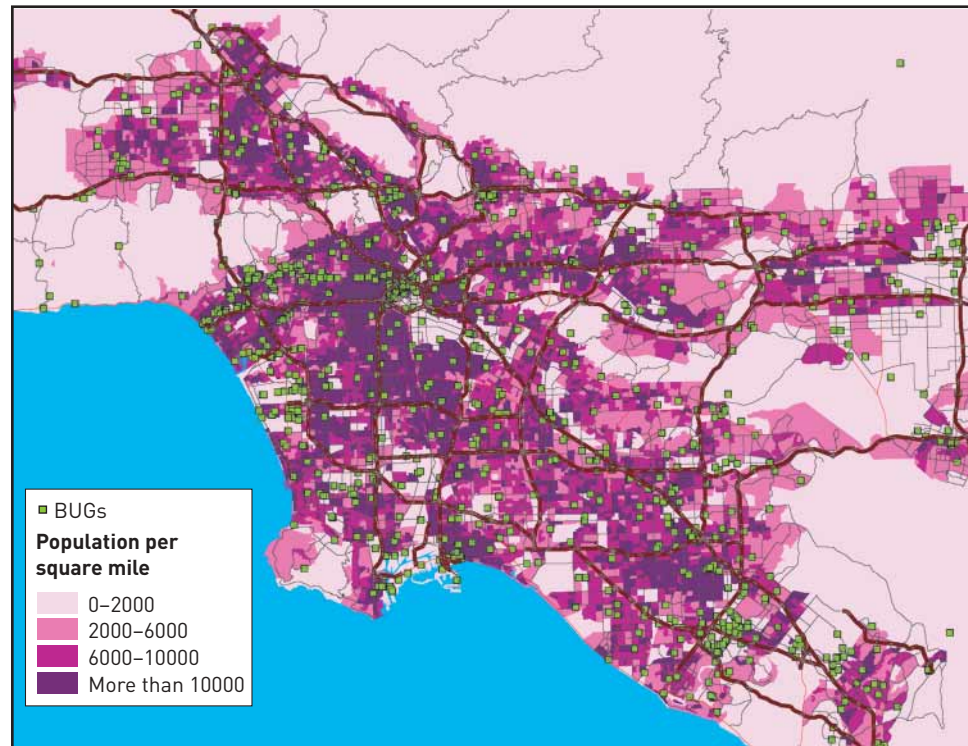 BUGs
Population per
square mile
0–2000
2000–6000
6000–10000
More than 10000